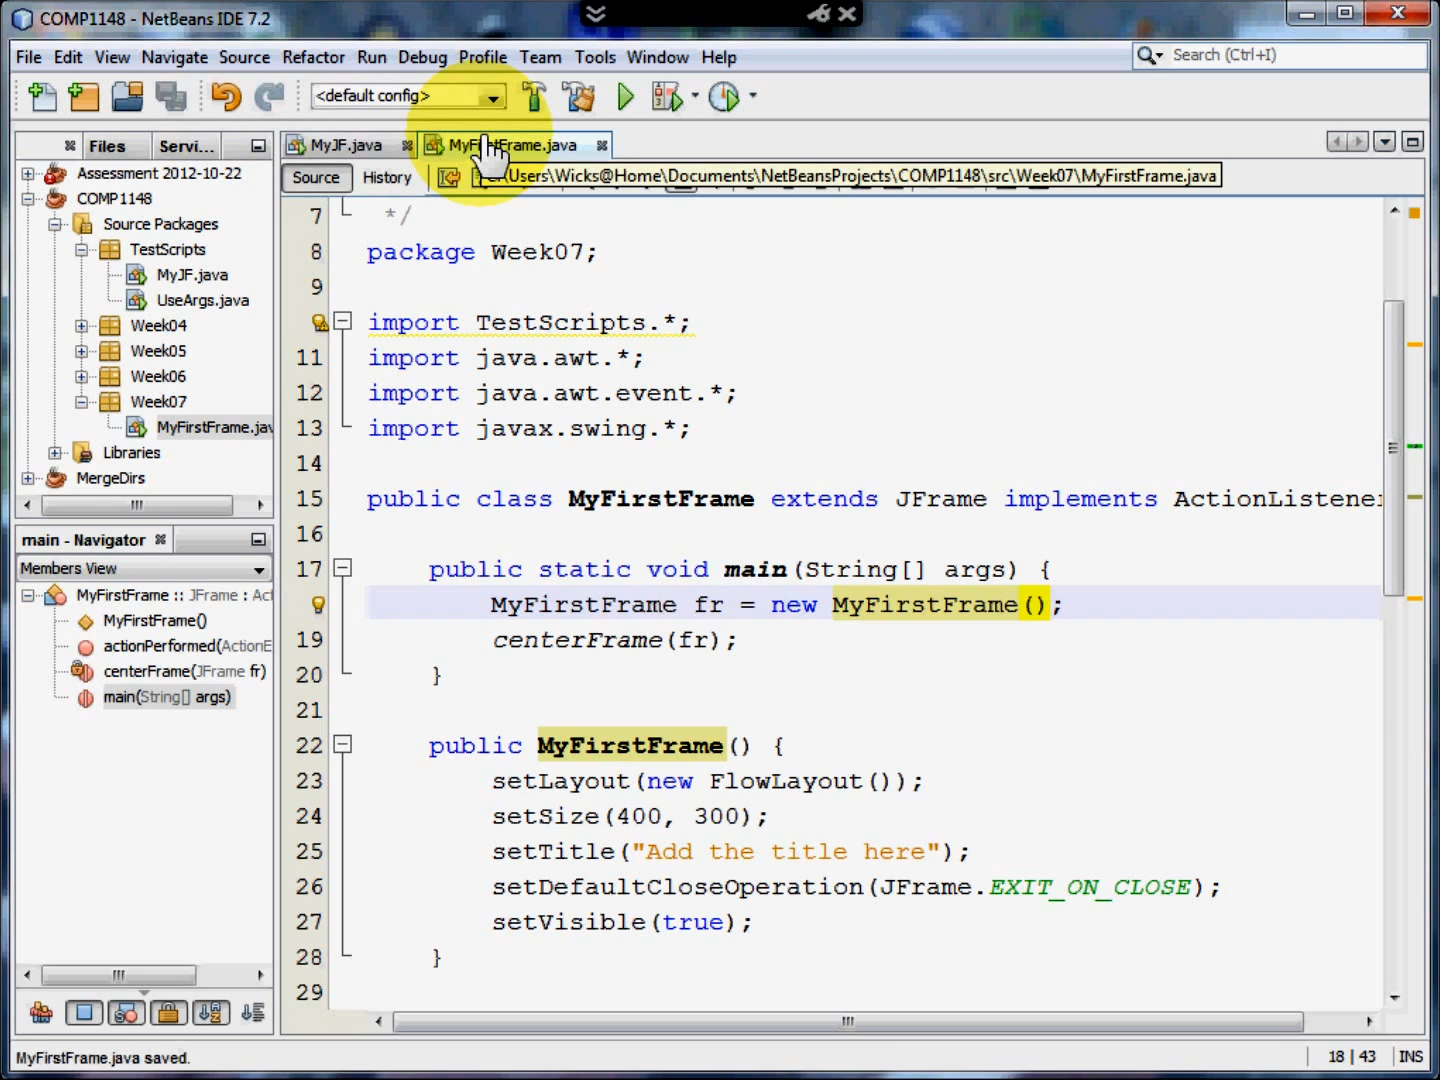 COMP1148 - NetBeans IDE 7.2
File Edit View Navigate Source Refactor Run Debug Profile Team Tools Window Help
Search (Ctrl+I)
<default config>
Files Servi...
MyJF.java MyFirstFrame.java
Source History
\Users\Wicks@Home\Documents\NetBeansProjects\COMP1148\src\Week07\MyFirstFrame.java
Assessment 2012-10-22
COMP1148
Source Packages
TestScripts
MyJF.java
UseArgs.java
Week04
Week05
Week06
Week07
MyFirstFrame.jav
Libraries
MergeDirs
main - Navigator
Members View
MyFirstFrame :: JFrame : Act
MyFirstFrame()
actionPerformed(ActionE
centerFrame(JFrame fr)
main(String[] args)
7 */
8 package Week07;
9
import TestScripts.*;
11 import java.awt.*;
12 import java.awt.event.*;
13 import javax.swing.*;
14
15 public class MyFirstFrame extends JFrame implements ActionListener
16
17 public static void main(String[] args) {
MyFirstFrame fr = new MyFirstFrame();
19 centerFrame(fr);
20 }
21
22 public MyFirstFrame() {
23 setLayout(new FlowLayout());
24 setSize(400, 300);
25 setTitle("Add the title here");
26 setDefaultCloseOperation(JFrame.EXIT_ON_CLOSE);
27 setVisible(true);
28 }
29
MyFirstFrame.java saved.
18 | 43 INS